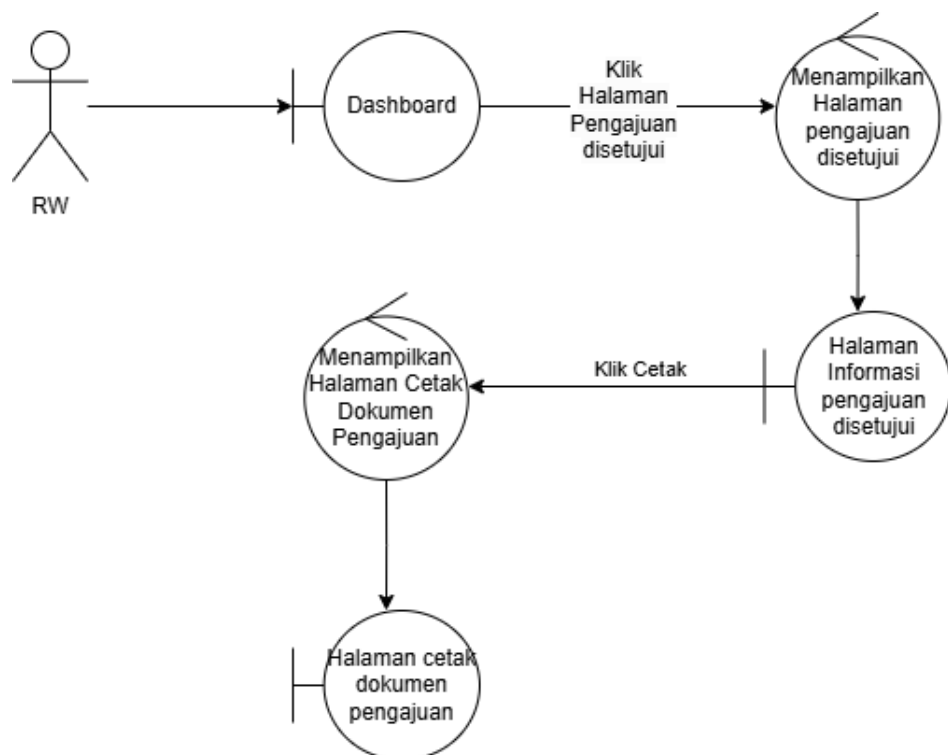 RW
Dashboard
Klik
Halaman
Pengajuan
disetujui
Menampilkan
Halaman
pengajuan
disetujui
Halaman
Informasi
pengajuan
disetujui
Klik Cetak
Menampilkan
Halaman Cetak
Dokumen
Pengajuan
Halaman cetak
dokumen
pengajuan